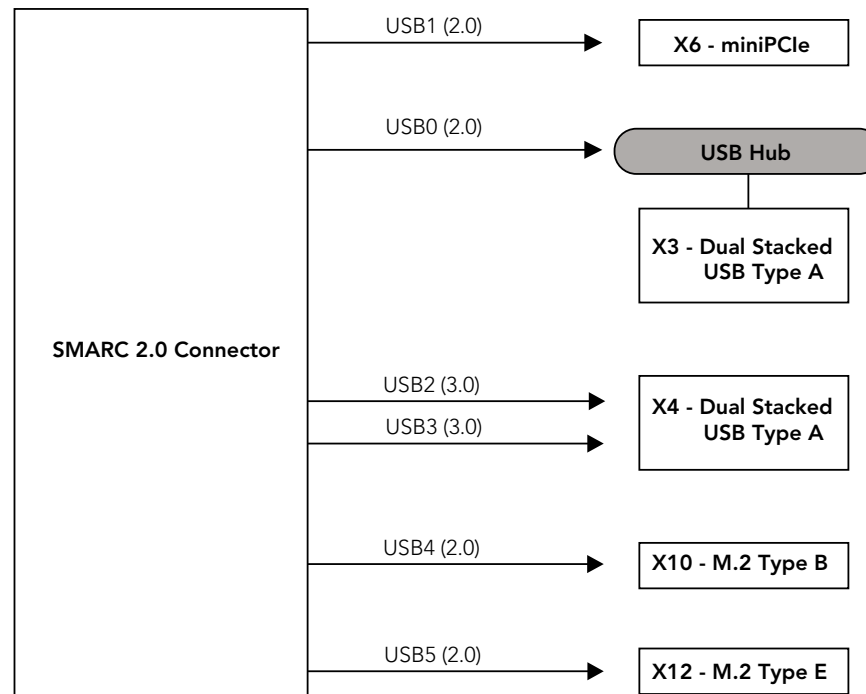 USB1 (2.0)
X6 - miniPCIe
USB0 (2.0)
USB Hub
X3 - Dual Stacked
USB Type A
SMARC 2.0 Connector
USB2 (3.0)
USB3 (3.0)
X4 - Dual Stacked
USB Type A
USB4 (2.0)
X10 - M.2 Type B
USB5 (2.0)
X12 - M.2 Type E